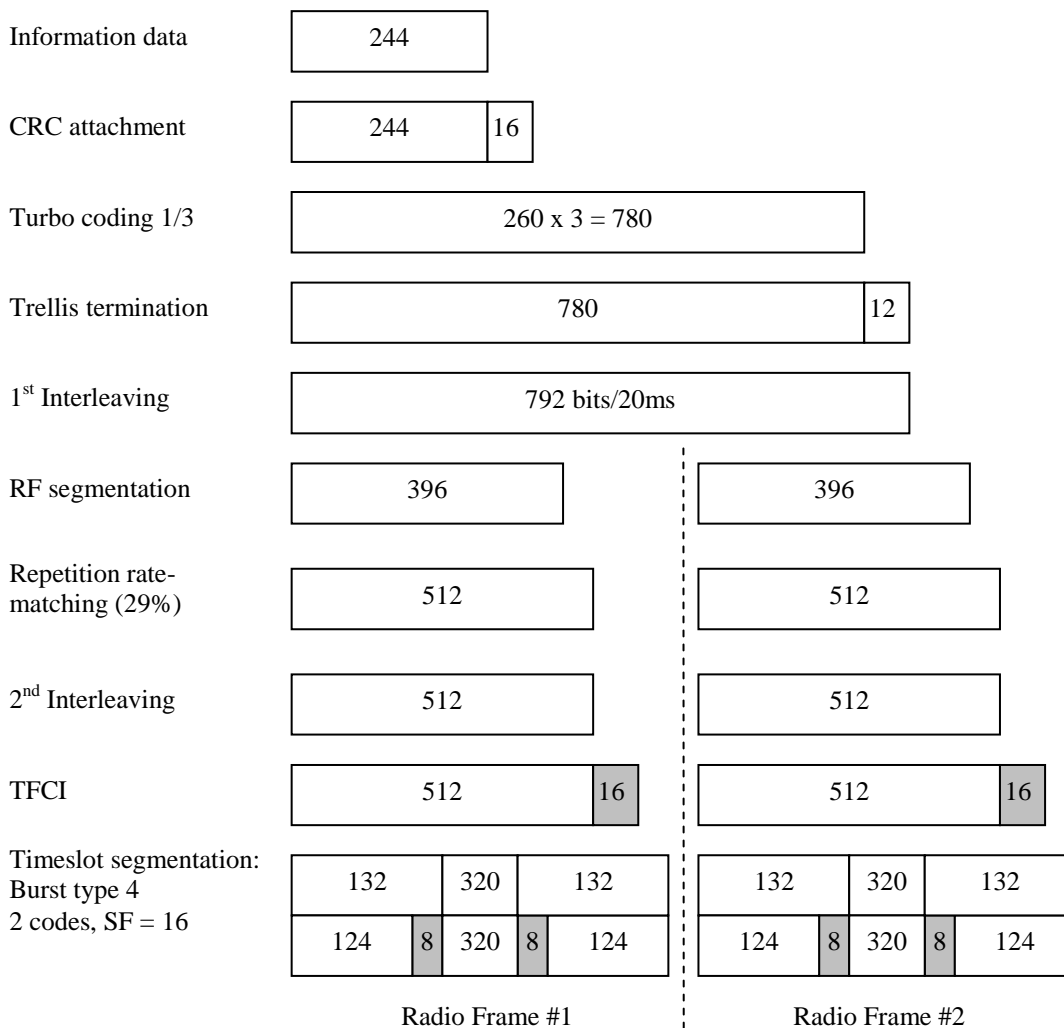 Information data
244
CRC attachment
244 16
Turbo coding 1/3
260 x 3 = 780
Trellis termination
780 12
1st Interleaving
792 bits/20ms
RF segmentation
396 396
Repetition rate-
matching (29%)
512 512
2nd Interleaving
512 512
TFCI
512 16 512 16
Timeslot segmentation:
Burst type 4
2 codes, SF = 16
132 320 132 132 320 132
124 8 320 8 124 124 8 320 8 124
Radio Frame #1 Radio Frame #2